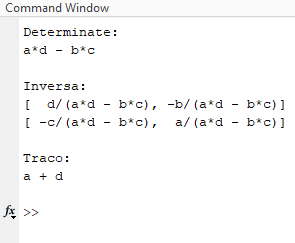 Command Window
Determinate:
a*d - b*c
Inversa:
[  d/(a*d - b*c), -b/(a*d - b*c)]
[ -c/(a*d - b*c),  a/(a*d - b*c)]
Traco:
a + d
fx >>